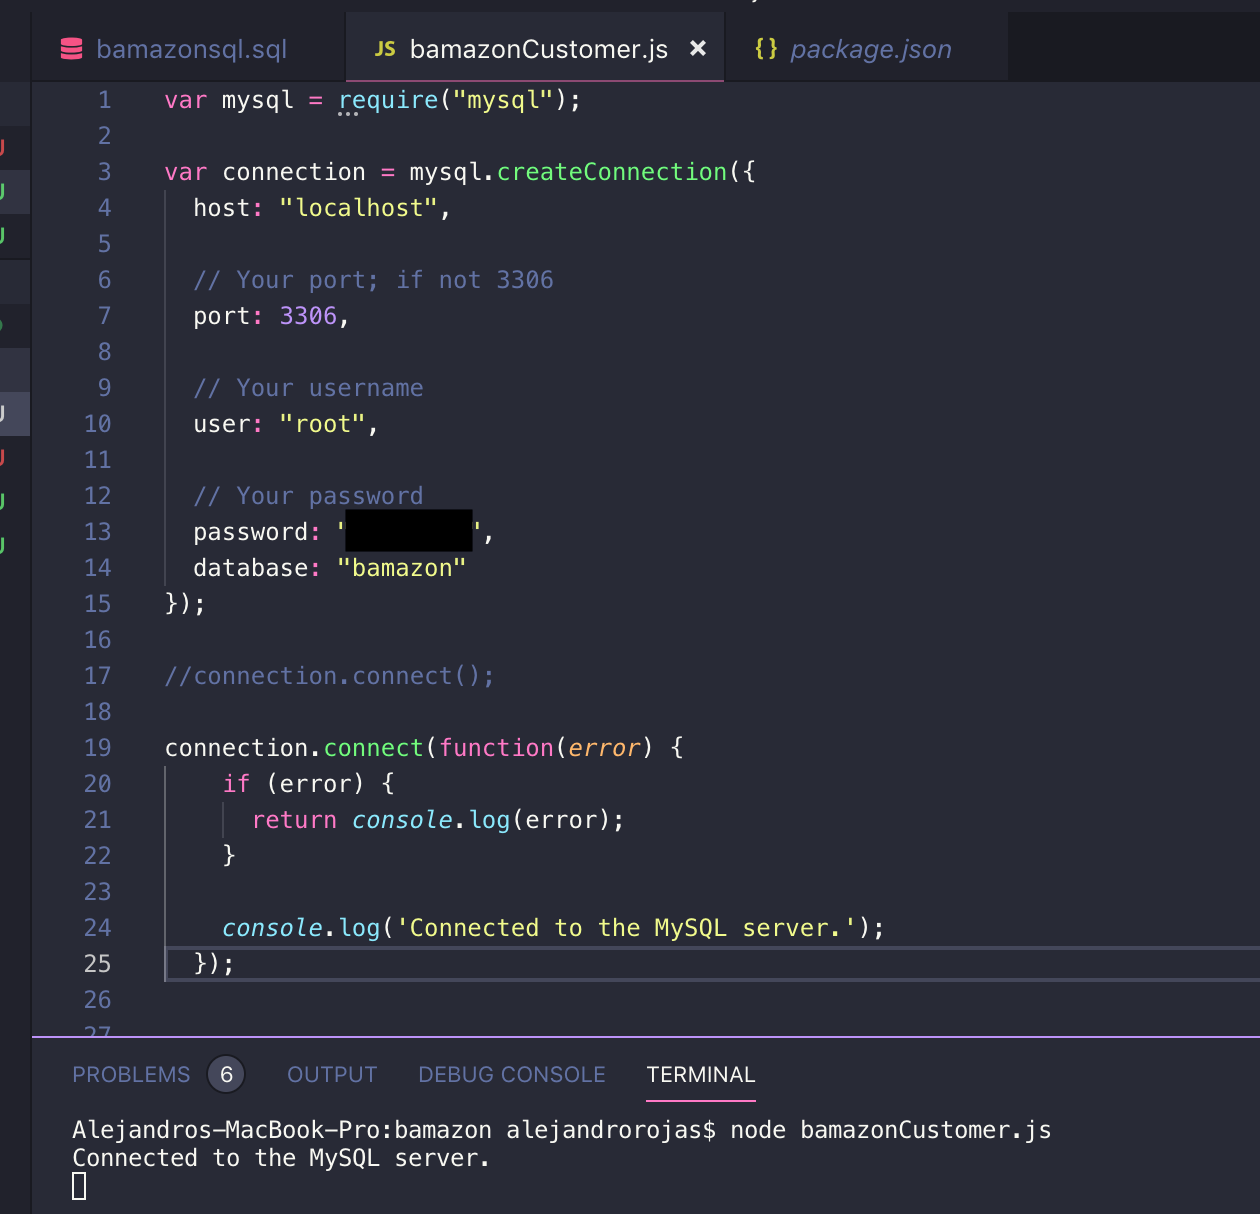 bamazonsql.sql JS bamazonCustomer.js × {} package.json
1 var mysql = require("mysql");
2
3 var connection = mysql.createConnection({
4 host: "localhost",
5
6 // Your port; if not 3306
7 port: 3306,
8
9 // Your username
10 user: "root",
11
12 // Your password
13 password: "",
14 database: "bamazon"
15 });
16
17 //connection.connect();
18
19 connection.connect(function(error) {
20 if (error) {
21 return console.log(error);
22 }
23
24 console.log('Connected to the MySQL server.');
25 });
26
27
PROBLEMS 6 OUTPUT DEBUG CONSOLE TERMINAL
Alejandros-MacBook-Pro:bamazon alejandrorojas$ node bamazonCustomer.js
Connected to the MySQL server.